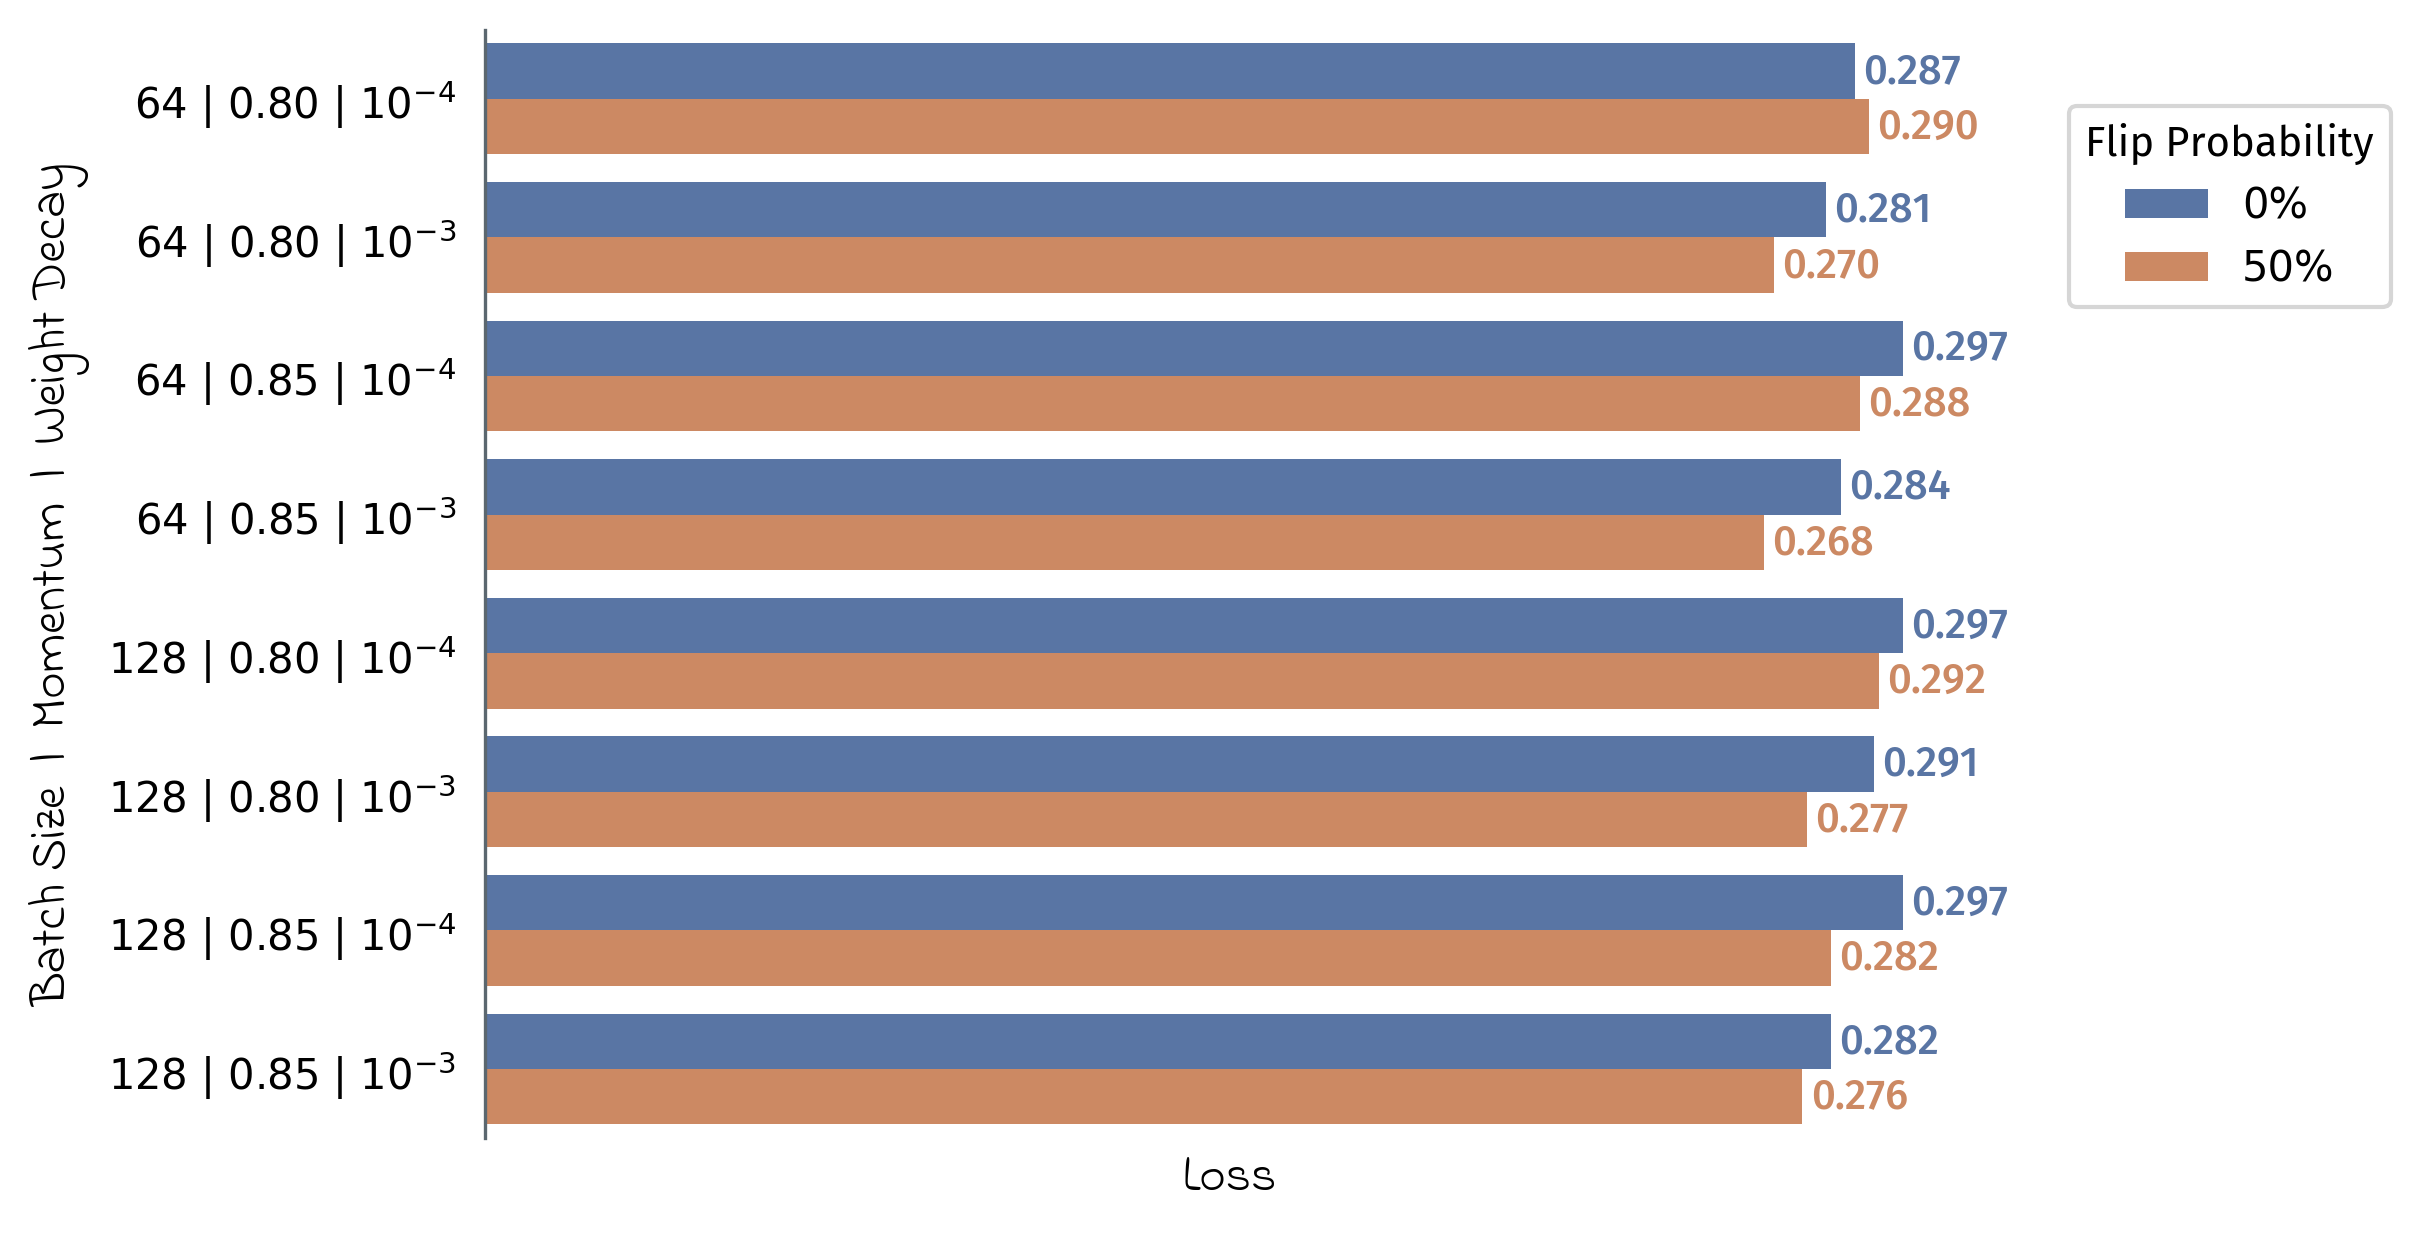 Batch Size | Momentum | Weight Decay
64 | 0.80 | 10⁻⁴
0.287
0.290
64 | 0.80 | 10⁻³
0.281
0.270
64 | 0.85 | 10⁻⁴
0.297
0.288
64 | 0.85 | 10⁻³
0.284
0.268
128 | 0.80 | 10⁻⁴
0.297
0.292
128 | 0.80 | 10⁻³
0.291
0.277
128 | 0.85 | 10⁻⁴
0.297
0.282
128 | 0.85 | 10⁻³
0.282
0.276
Loss
Flip Probability
0%
50%